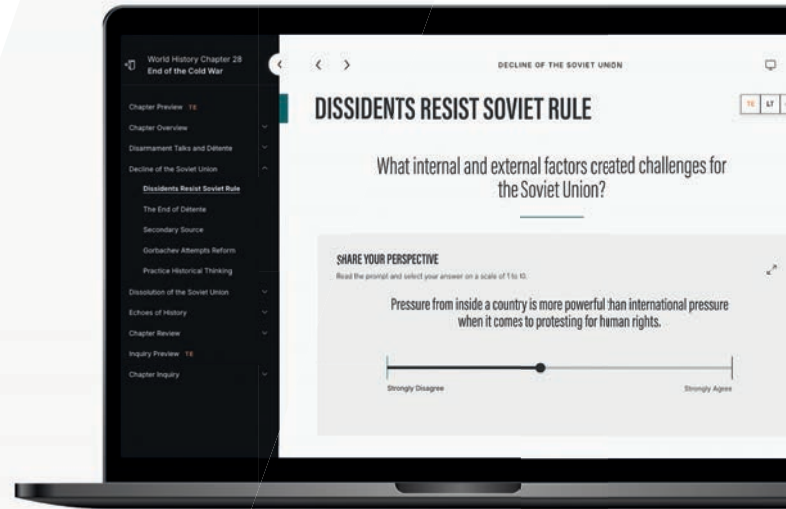 World History Chapter 28
End of the Cold War
Chapter Preview TE
Chapter Overview
Disarmament Talks and Détente
Decline of the Soviet Union
Dissidents Resist Soviet Rule
The End of Détente
Secondary Source
Gorbachev Attempts Reform
Practice Historical Thinking
Dissolution of the Soviet Union
Echoes of History
Chapter Review
Inquiry Preview TE
Chapter Inquiry
DECLINE OF THE SOVIET UNION
DISSIDENTS RESIST SOVIET RULE
TE LT
What internal and external factors created challenges for
the Soviet Union?
SHARE YOUR PERSPECTIVE
Read the prompt and select your answer on a scale of 1 to 10.
Pressure from inside a country is more powerful than international pressure
when it comes to protesting for human rights.
Strongly Disagree
Strongly Agree